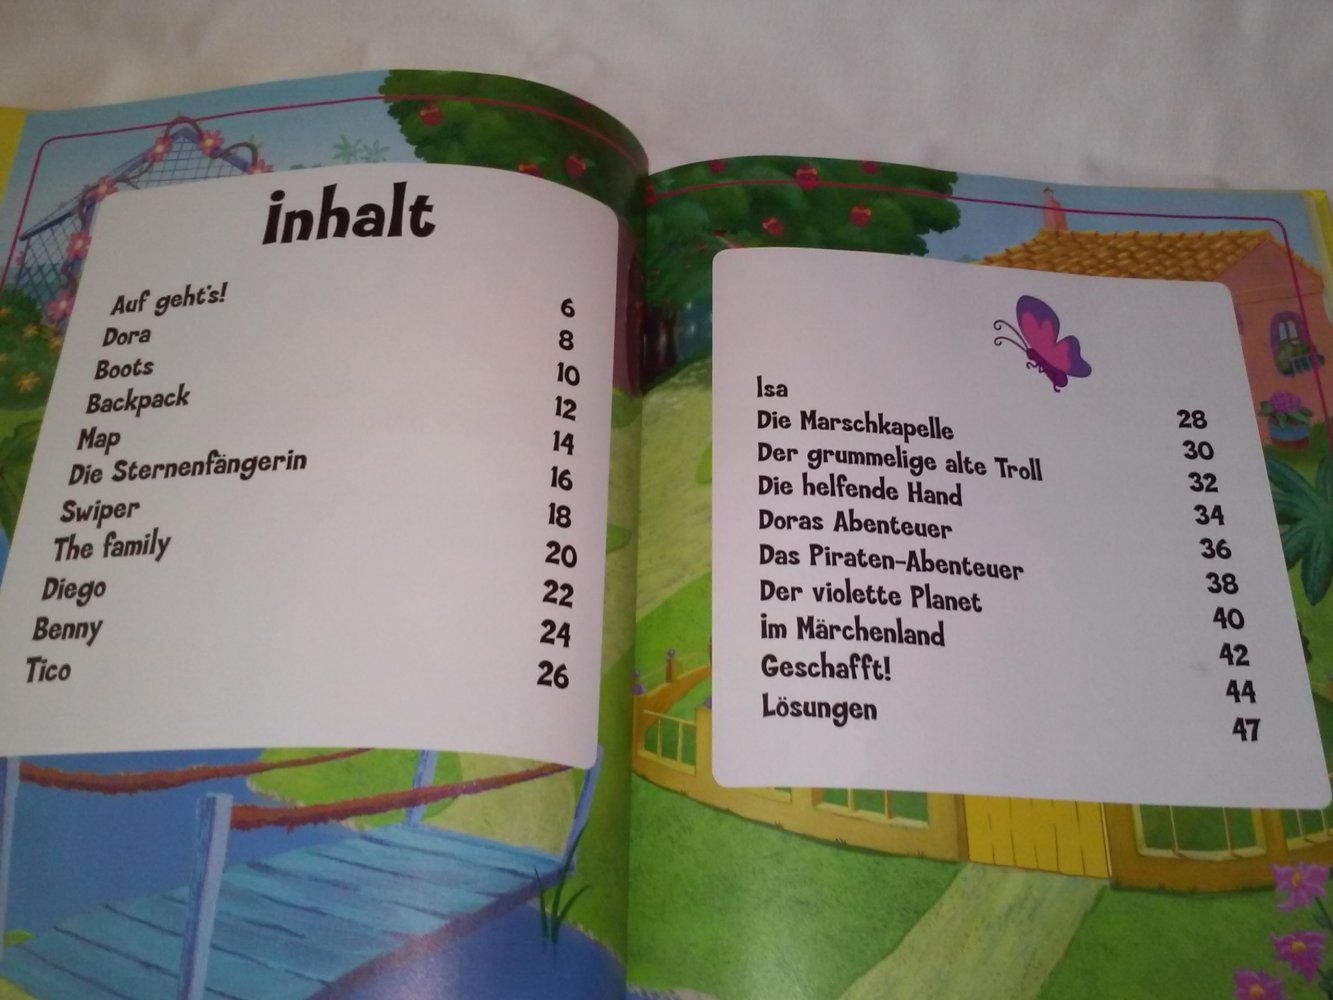 inhalt
Auf geht's! 6
Dora 8
Boots 10
Backpack 12
Map 14
Die Sternenfängerin 16
Swiper 18
The family 20
Diego 22
Benny 24
Tico 26
Isa 28
Die Marschkapelle 30
Der grummelige alte Troll 32
Die helfende Hand 34
Doras Abenteuer 36
Das Piraten-Abenteuer 38
Der violette Planet 40
im Märchenland 42
Geschafft! 44
Lösungen 47